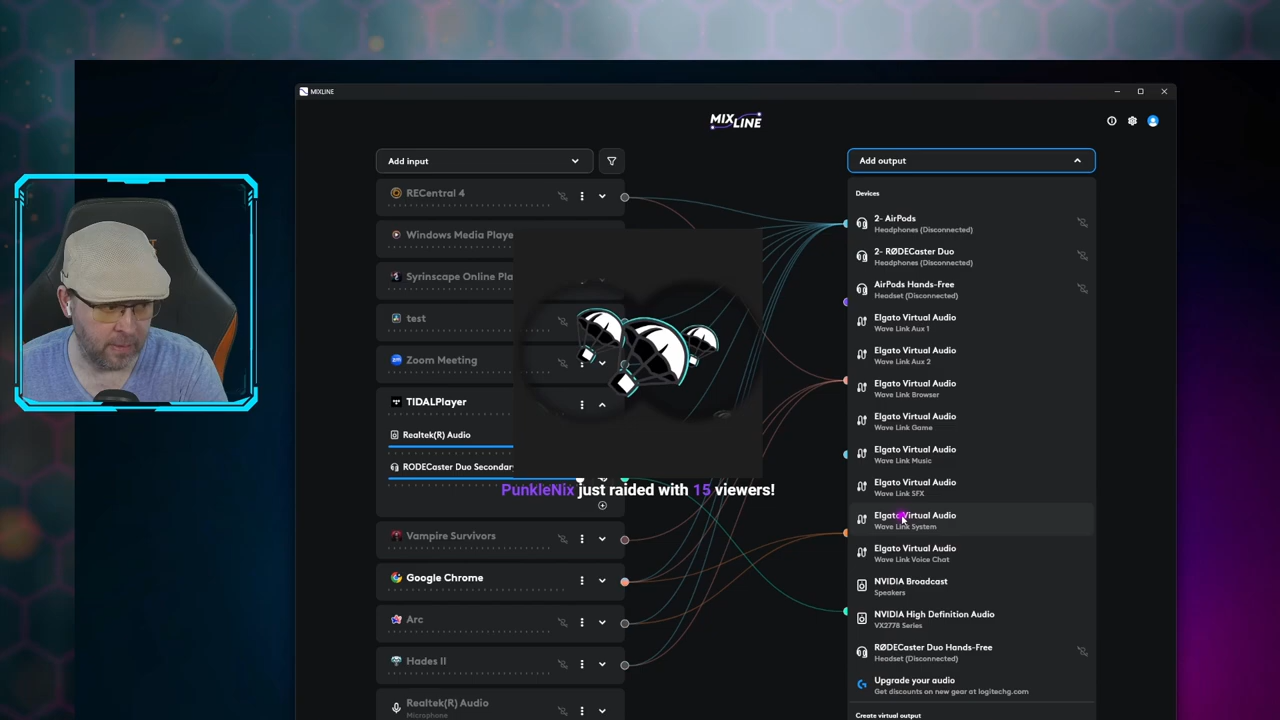 MIXLINE
MIXLINE
Add input
RECentral 4
Windows Media Playe
Syrinscape Online Pla
test
Zoom Meeting
TIDALPlayer
Realtek(R) Audio
RODECaster Duo Secondary
PunkleNix just raided with 15 viewers!
Vampire Survivors
Google Chrome
Arc
Hades II
Realtek(R) Audio
Microphone
Add output
Devices
2- AirPods
Headphones (Disconnected)
2- RØDECaster Duo
Headphones (Disconnected)
AirPods Hands-Free
Headset (Disconnected)
Elgato Virtual Audio
Wave Link Aux 1
Elgato Virtual Audio
Wave Link Aux 2
Elgato Virtual Audio
Wave Link Browser
Elgato Virtual Audio
Wave Link Game
Elgato Virtual Audio
Wave Link Music
Elgato Virtual Audio
Wave Link SFX
Elgato Virtual Audio
Wave Link System
Elgato Virtual Audio
Wave Link Voice Chat
NVIDIA Broadcast
Speakers
NVIDIA High Definition Audio
VX2778 Series
RØDECaster Duo Hands-Free
Headset (Disconnected)
Upgrade your audio
Get discounts on new gear at logitechg.com
Create virtual output